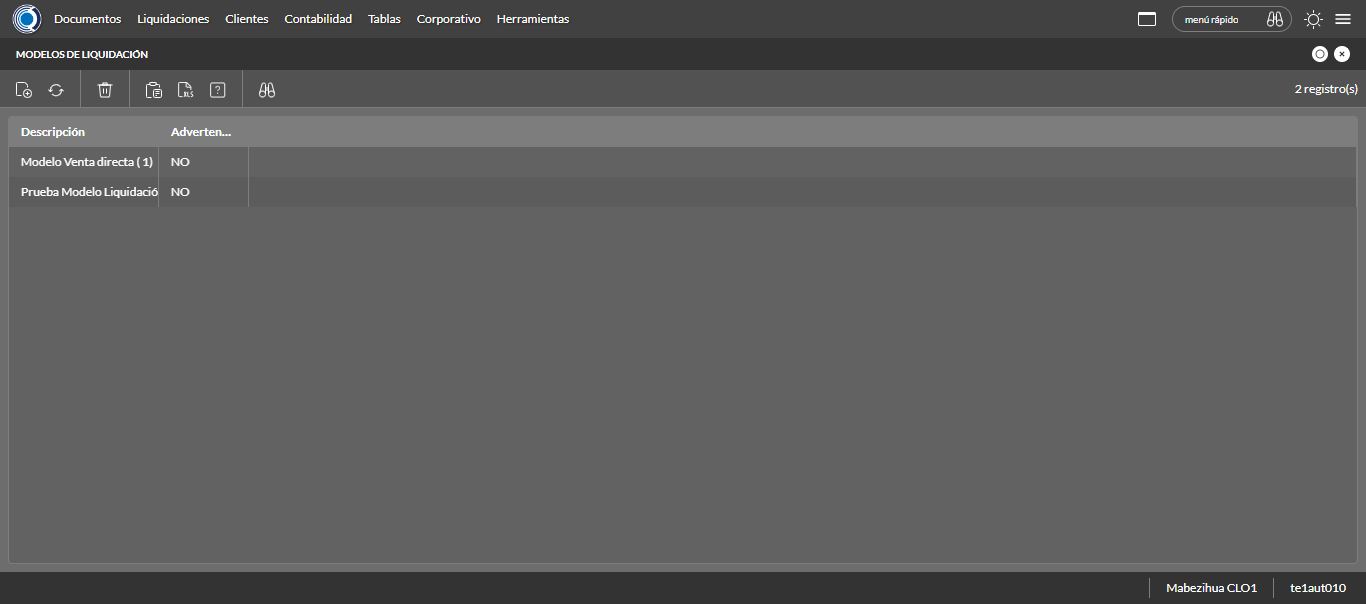 Documentos Liquidaciones Clientes Contabilidad Tablas Corporativo Herramientas menú rápido
MODELOS DE LIQUIDACIÓN
XLS ? 2 registro(s)
Descripción Adverten...
Modelo Venta directa ( 1) NO
Prueba Modelo Liquidació NO
Mabezihua CLO1 te1aut010